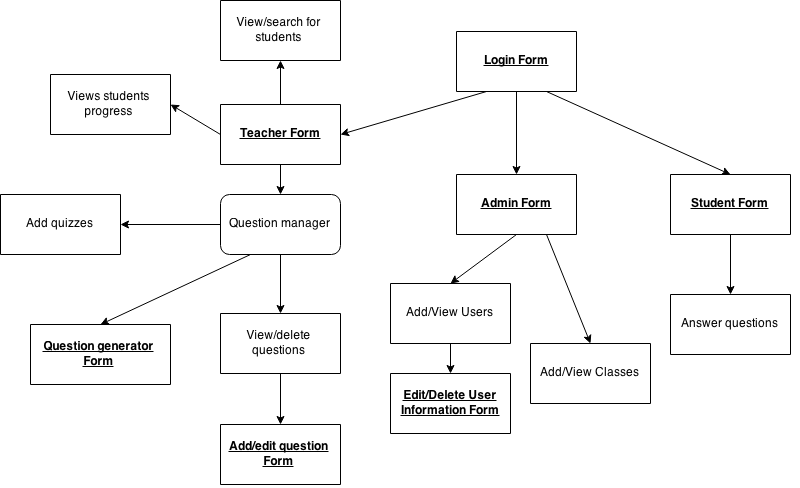 View/search for
students
Login Form
Views students
progress
Teacher Form
Admin Form
Student Form
Add quizzes
Question manager
Add/View Users
Answer questions
Question generator
Form
View/delete
questions
Add/View Classes
Edit/Delete User
Information Form
Add/edit question
Form